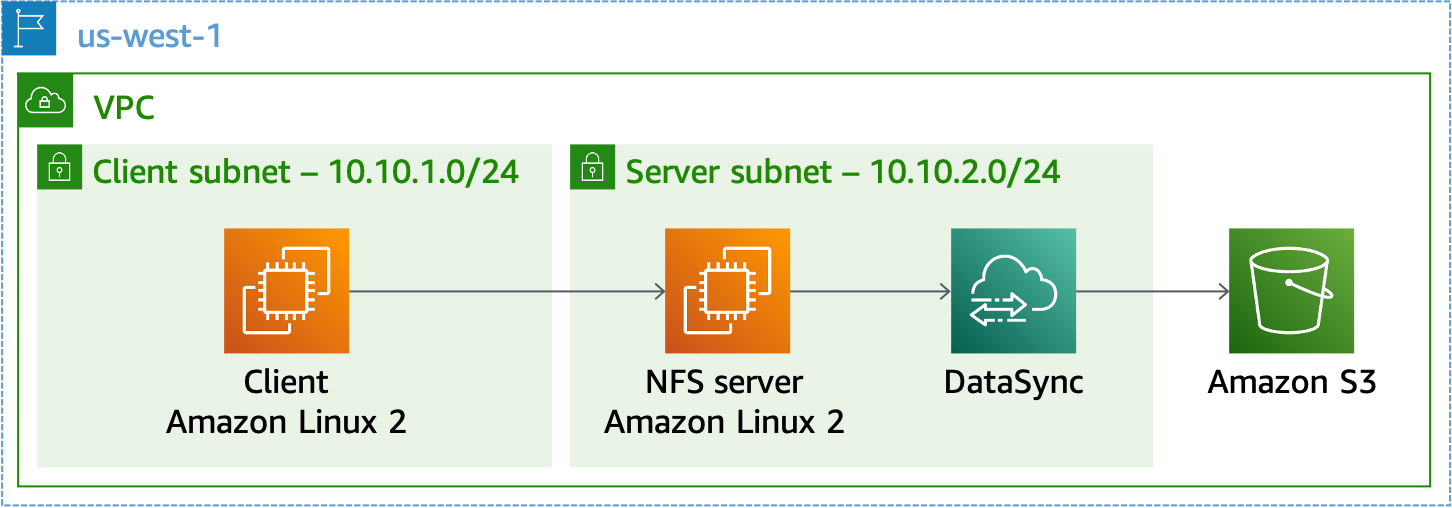 us-west-1
VPC
Client subnet – 10.10.1.0/24
Server subnet – 10.10.2.0/24
Client
Amazon Linux 2
NFS server
Amazon Linux 2
DataSync
Amazon S3